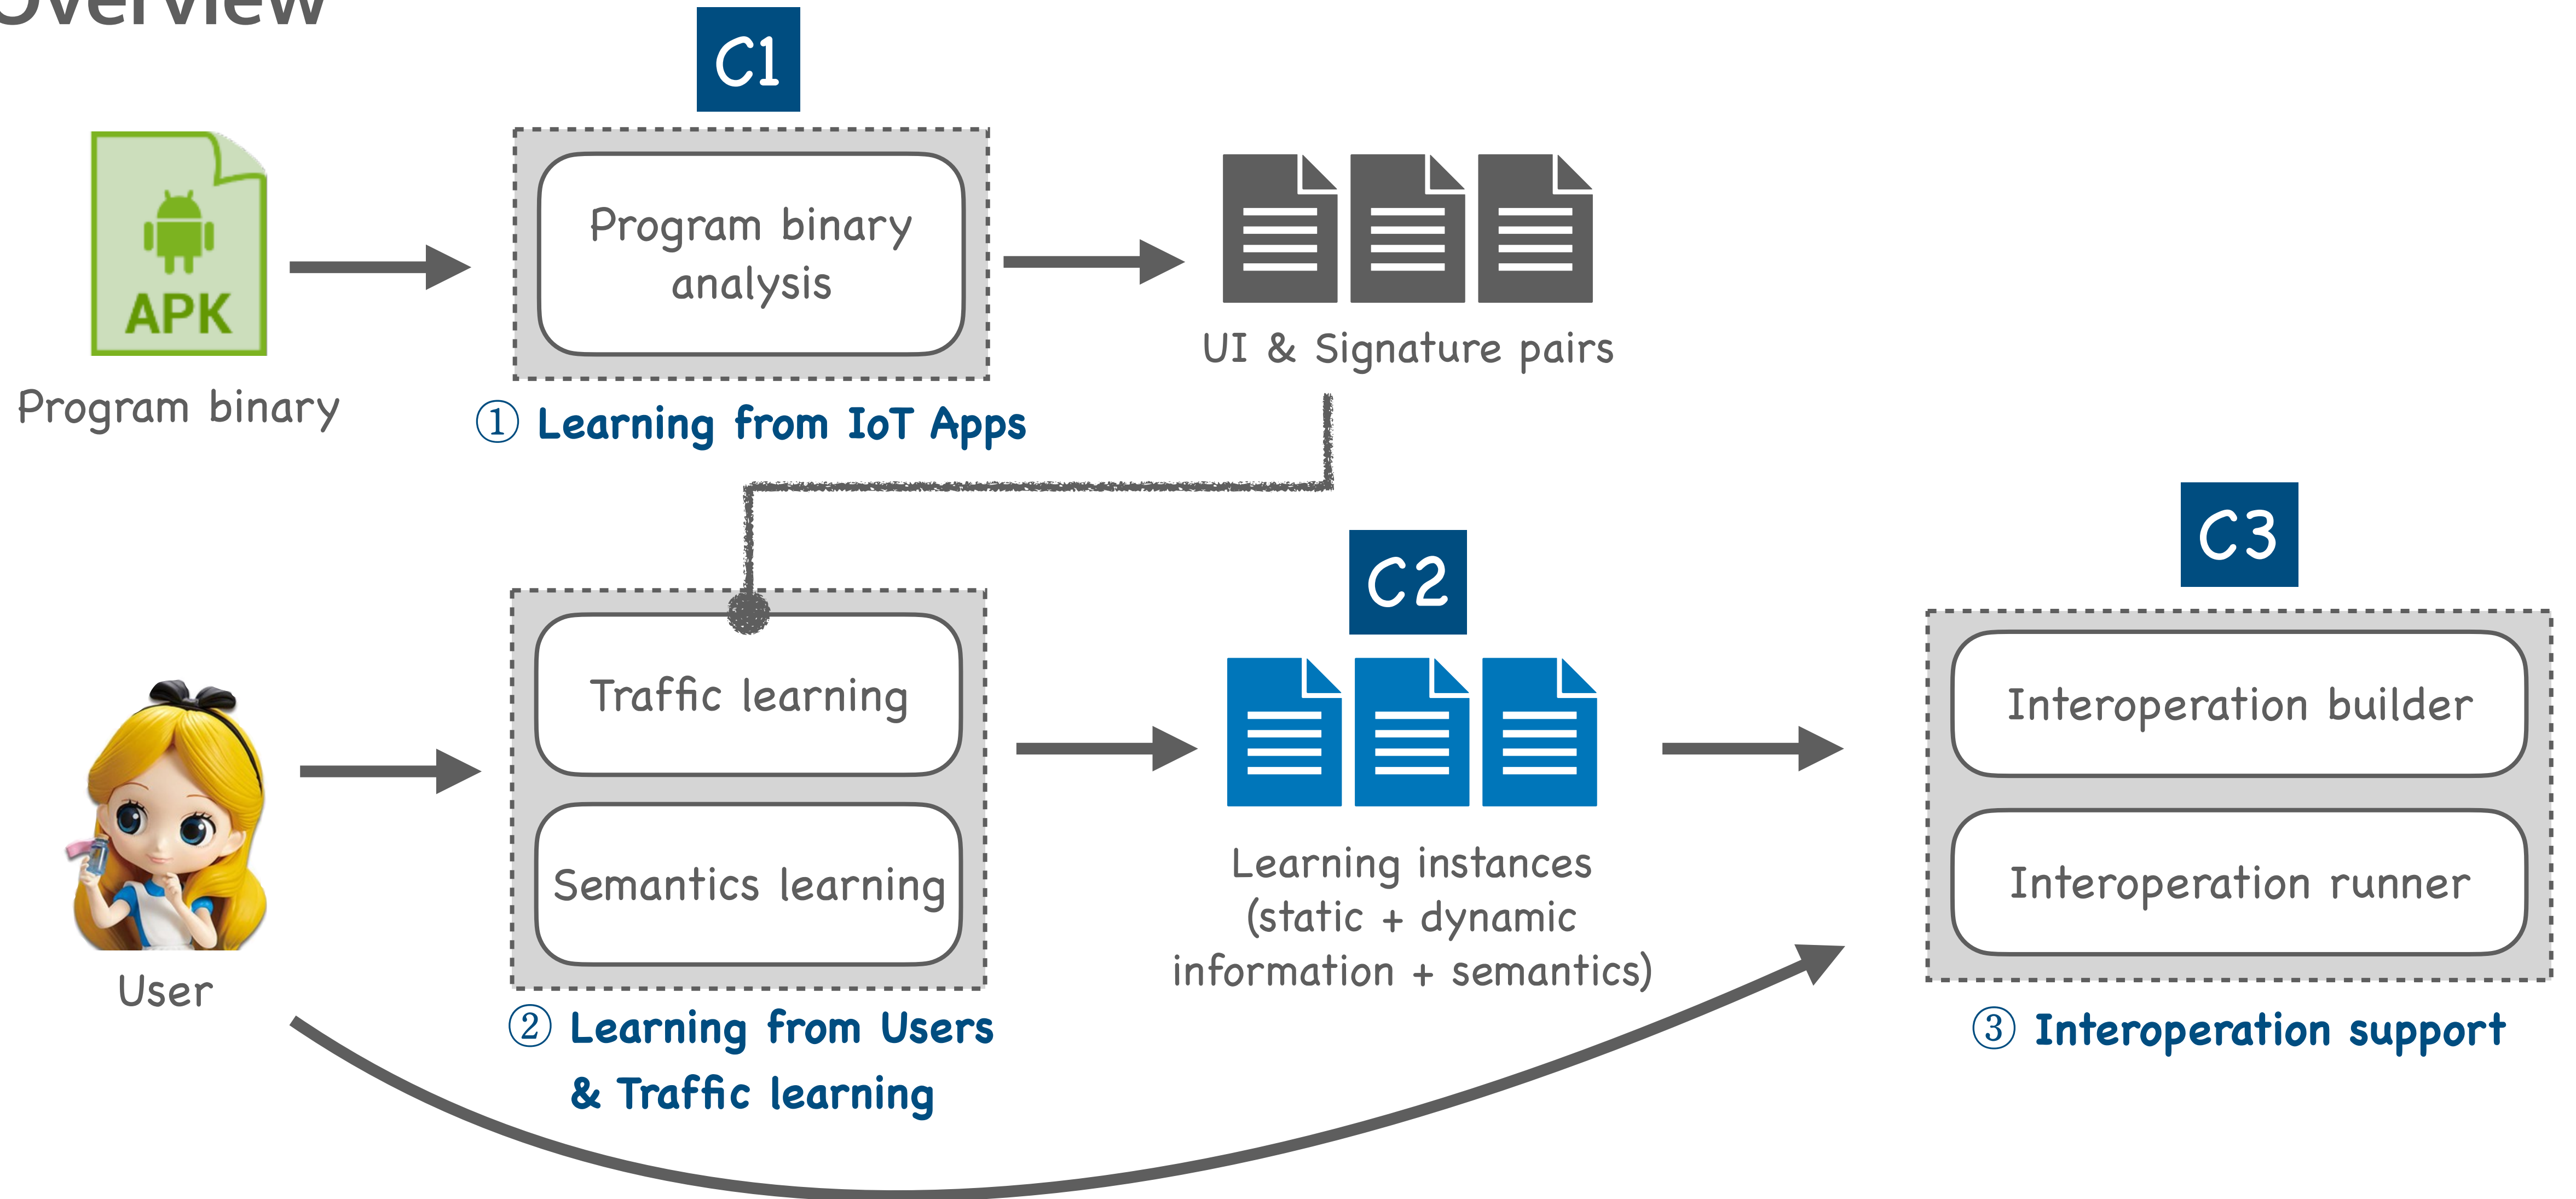 Overview
C1
APK
Program binary
Program binary
analysis
① Learning from IoT Apps
UI & Signature pairs
User
Traffic learning
Semantics learning
② Learning from Users
& Traffic learning
C2
Learning instances
(static + dynamic
information + semantics)
C3
Interoperation builder
Interoperation runner
③ Interoperation support